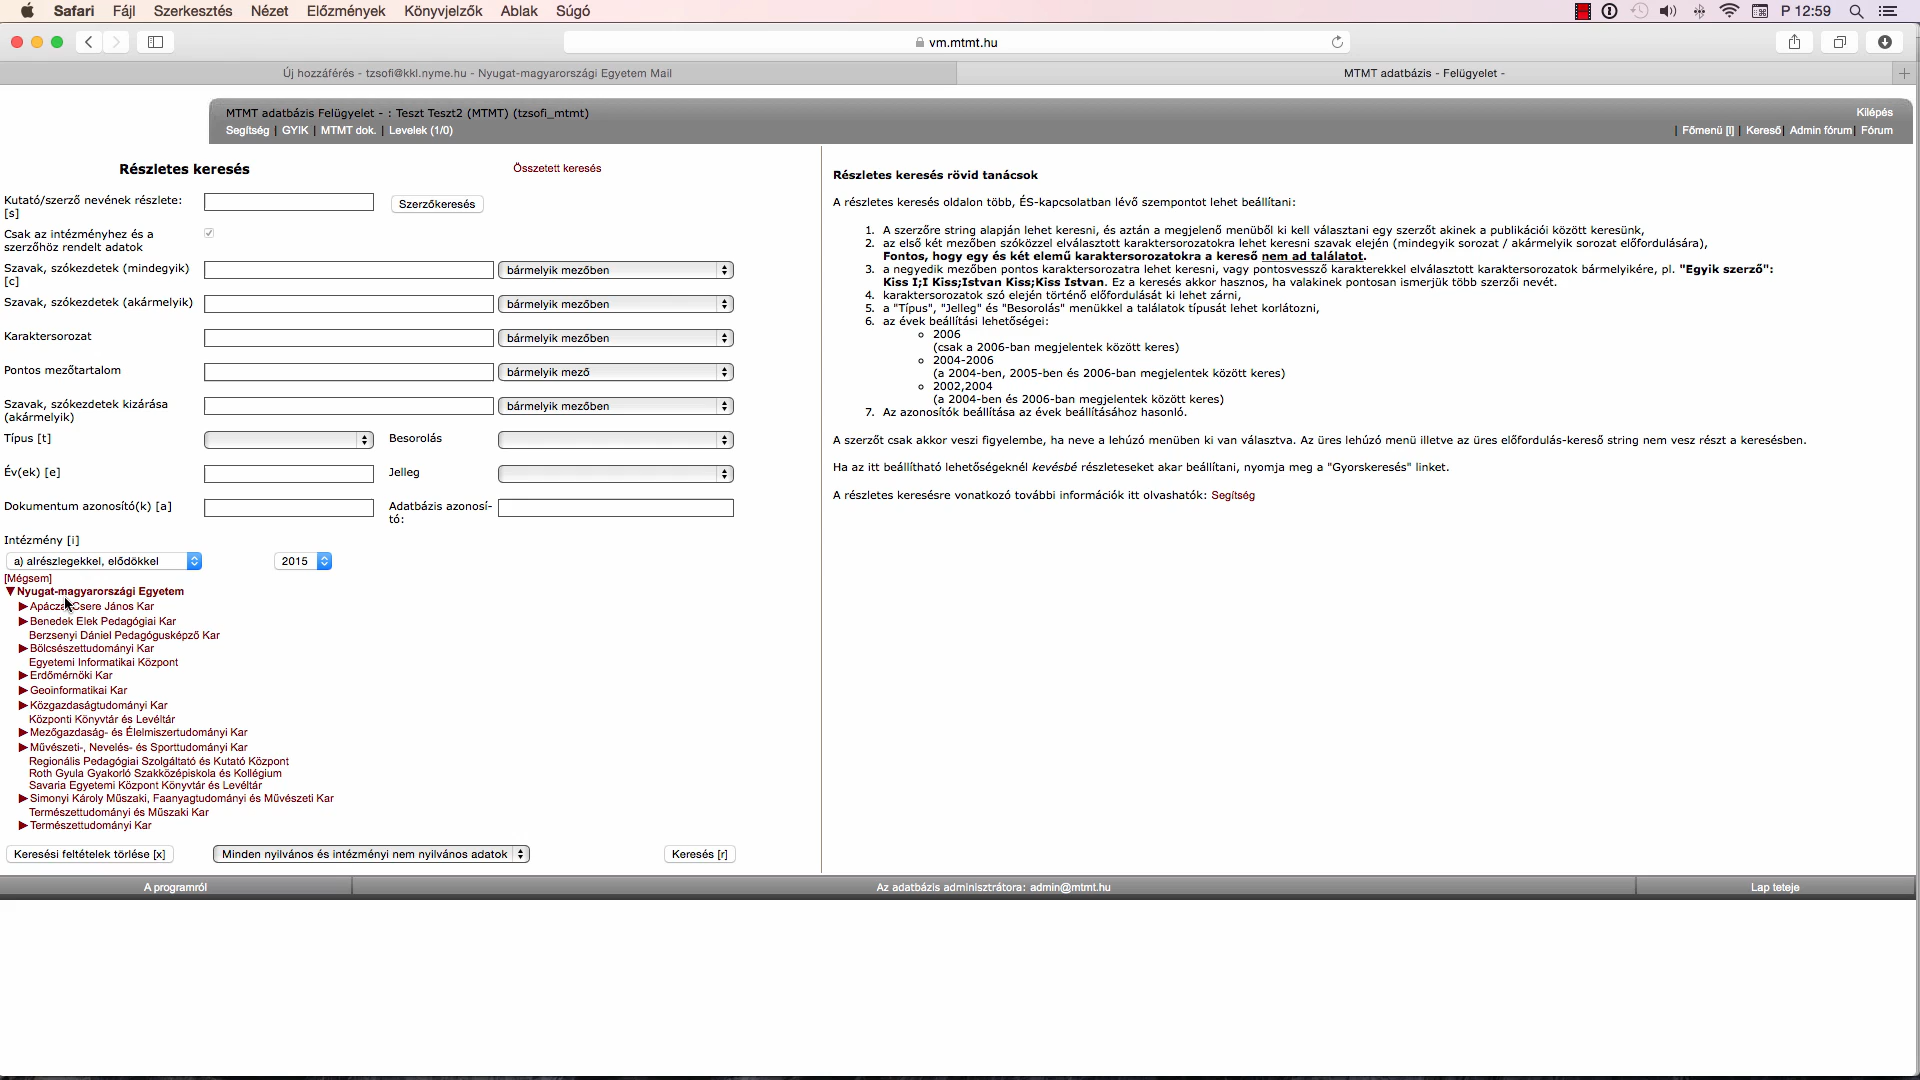 Safari Fájl Szerkesztés Nézet Előzmények Könyvjelzők Ablak Súgó P 12:59
vm.mtmt.hu
Új hozzáférés - tzsofi@kkl.nyme.hu - Nyugat-magyarországi Egyetem Mail
MTMT adatbázis - Felügyelet -
MTMT adatbázis Felügyelet - : Teszt Teszt2 (MTMT) (tzsofi_mtmt)
Kilépés
Segítség | GYIK | MTMT dok. | Levelek (1/0)
| Főmenü [l] | Kereső| Admin fórum| Fórum
Részletes keresés
Összetett keresés
Kutató/szerző nevének részlete:
[s]
Szerzőkeresés
Csak az intézményhez és a
szerzőhöz rendelt adatok
Szavak, szókezdetek (mindegyik)
[c]
bármelyik mezőben
Szavak, szókezdetek (akármelyik)
bármelyik mezőben
Karaktersorozat
bármelyik mezőben
Pontos mezőtartalom
bármelyik mező
Szavak, szókezdetek kizárása
(akármelyik)
bármelyik mezőben
Típus [t]
Besorolás
Év(ek) [e]
Jelleg
Dokumentum azonosító(k) [a]
Adatbázis azonosí-
tó:
Intézmény [i]
a) alrészlegekkel, elődökkel
2015
[Mégsem]
Nyugat-magyarországi Egyetem
Csere János Kar
Benedek Elek Pedagógiai Kar
Berzsenyi Dániel Pedagógusképző Kar
Bölcsészettudományi Kar
Egyetemi Informatikai Központ
Erdőmérnöki Kar
Geoinformatikai Kar
Közgazdaságtudományi Kar
Központi Könyvtár és Levéltár
Mezőgazdaság- és Élelmiszertudományi Kar
Művészeti-, Nevelés- és Sporttudományi Kar
Regionális Pedagógiai Szolgáltató és Kutató Központ
Roth Gyula Gyakorló Szakközépiskola és Kollégium
Savaria Egyetemi Központ Könyvtár és Levéltár
Simonyi Károly Műszaki, Faanyagtudományi és Művészeti Kar
Természettudományi és Műszaki Kar
Természettudományi Kar
Keresési feltételek törlése [x]
Minden nyilvános és intézményi nem nyilvános adatok
Keresés [r]
Részletes keresés rövid tanácsok
A részletes keresés oldalon több, ÉS-kapcsolatban lévő szempontot lehet beállítani:
1. A szerzőre string alapján lehet keresni, és aztán a megjelenő menüből ki kell választani egy szerzőt akinek a publikációi között keresünk,
2. az első két mezőben szóközzel elválasztott karaktersorozatokra lehet keresni szavak elején (mindegyik sorozat / akármelyik sorozat előfordulására),
Fontos, hogy egy és két elemű karaktersorozatokra a kereső nem ad találatot.
3. a negyedik mezőben pontos karaktersorozatra lehet keresni, vagy pontosvessző karakterekkel elválasztott karaktersorozatok bármelyikére, pl. "Egyik szerző":
Kiss I;I Kiss;Istvan Kiss;Kiss Istvan. Ez a keresés akkor hasznos, ha valakinek pontosan ismerjük több szerzői nevét.
4. karaktersorozatok szó elején történő előfordulását ki lehet zárni,
5. a "Típus", "Jelleg" és "Besorolás" menükkel a találatok típusát lehet korlátozni,
6. az évek beállítási lehetőségei:
2006
(csak a 2006-ban megjelentek között keres)
2004-2006
(a 2004-ben, 2005-ben és 2006-ban megjelentek között keres)
2002,2004
(a 2004-ben és 2006-ban megjelentek között keres)
7. Az azonosítók beállítása az évek beállításához hasonló.
A szerzőt csak akkor veszi figyelembe, ha neve a lehúzó menüben ki van választva. Az üres lehúzó menü illetve az üres előfordulás-kereső string nem vesz részt a keresésben.
Ha az itt beállítható lehetőségeknél kevésbé részleteseket akar beállítani, nyomja meg a "Gyorskeresés" linket.
A részletes keresésre vonatkozó további információk itt olvashatók: Segítség
A programról
Az adatbázis adminisztrátora: admin@mtmt.hu
Lap teteje